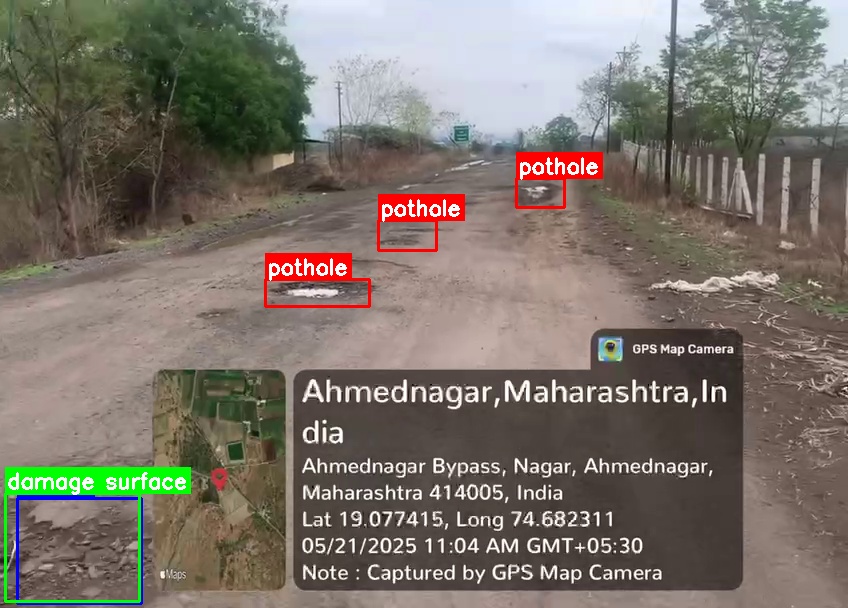 pothole
pothole
pothole
GPS Map Camera
Ahmednagar,Maharashtra,In
dia
Ahmednagar Bypass, Nagar, Ahmednagar,
Maharashtra 414005, India
Lat 19.077415, Long 74.682311
05/21/2025 11:04 AM GMT+05:30
Note : Captured by GPS Map Camera
damage surface
Maps